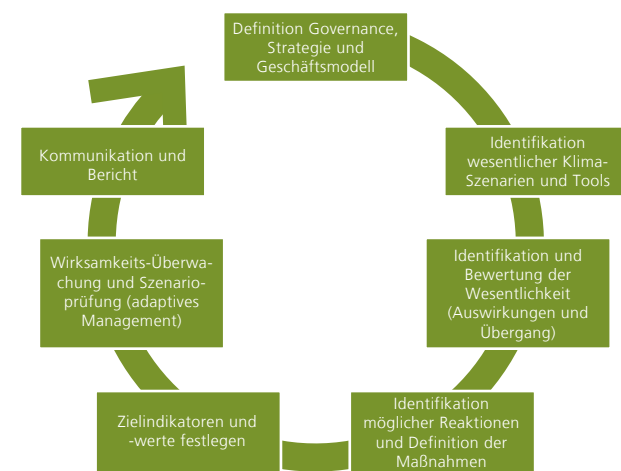 Definition Governance,
Strategie und
Geschäftsmodell
Identifikation
wesentlicher Klima-
Szenarien und Tools
Identifikation und
Bewertung der
Wesentlichkeit
(Auswirkungen und
Übergang)
Identifikation
möglicher Reaktionen
und Definition der
Maßnahmen
Zielindikatoren und
-werte festlegen
Wirksamkeits-Überwa-
chung und Szenario-
prüfung (adaptives
Management)
Kommunikation und
Bericht